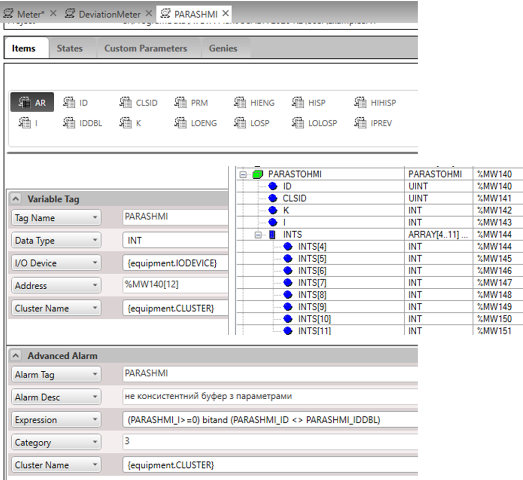 Meter* × DeviationMeter × PARASHMI ×
Items States Custom Parameters Genies
AR ID CLSID PRM HIENG HISP HIHISP
I IDDBL K LOENG LOSP LOLOSP IPREV
PARASTOHMI PARASTOHMI %MW140
ID UINT %MW140
CLSID UINT %MW141
K INT %MW142
I INT %MW143
INTS ARRAY[4..11] ... %MW144
INTS[4] INT %MW144
INTS[5] INT %MW145
INTS[6] INT %MW146
INTS[7] INT %MW147
INTS[8] INT %MW148
INTS[9] INT %MW149
INTS[10] INT %MW150
INTS[11] INT %MW151
Variable Tag
Tag Name PARASHMI
Data Type INT
I/O Device {equipment.IODEVICE}
Address %MW140[12]
Cluster Name {equipment.CLUSTER}
Advanced Alarm
Alarm Tag PARASHMI
Alarm Desc не консистентний буфер з параметрами
Expression (PARASHMI_I>=0) bitand (PARASHMI_ID <> PARASHMI_IDDBL)
Category 3
Cluster Name {equipment.CLUSTER}